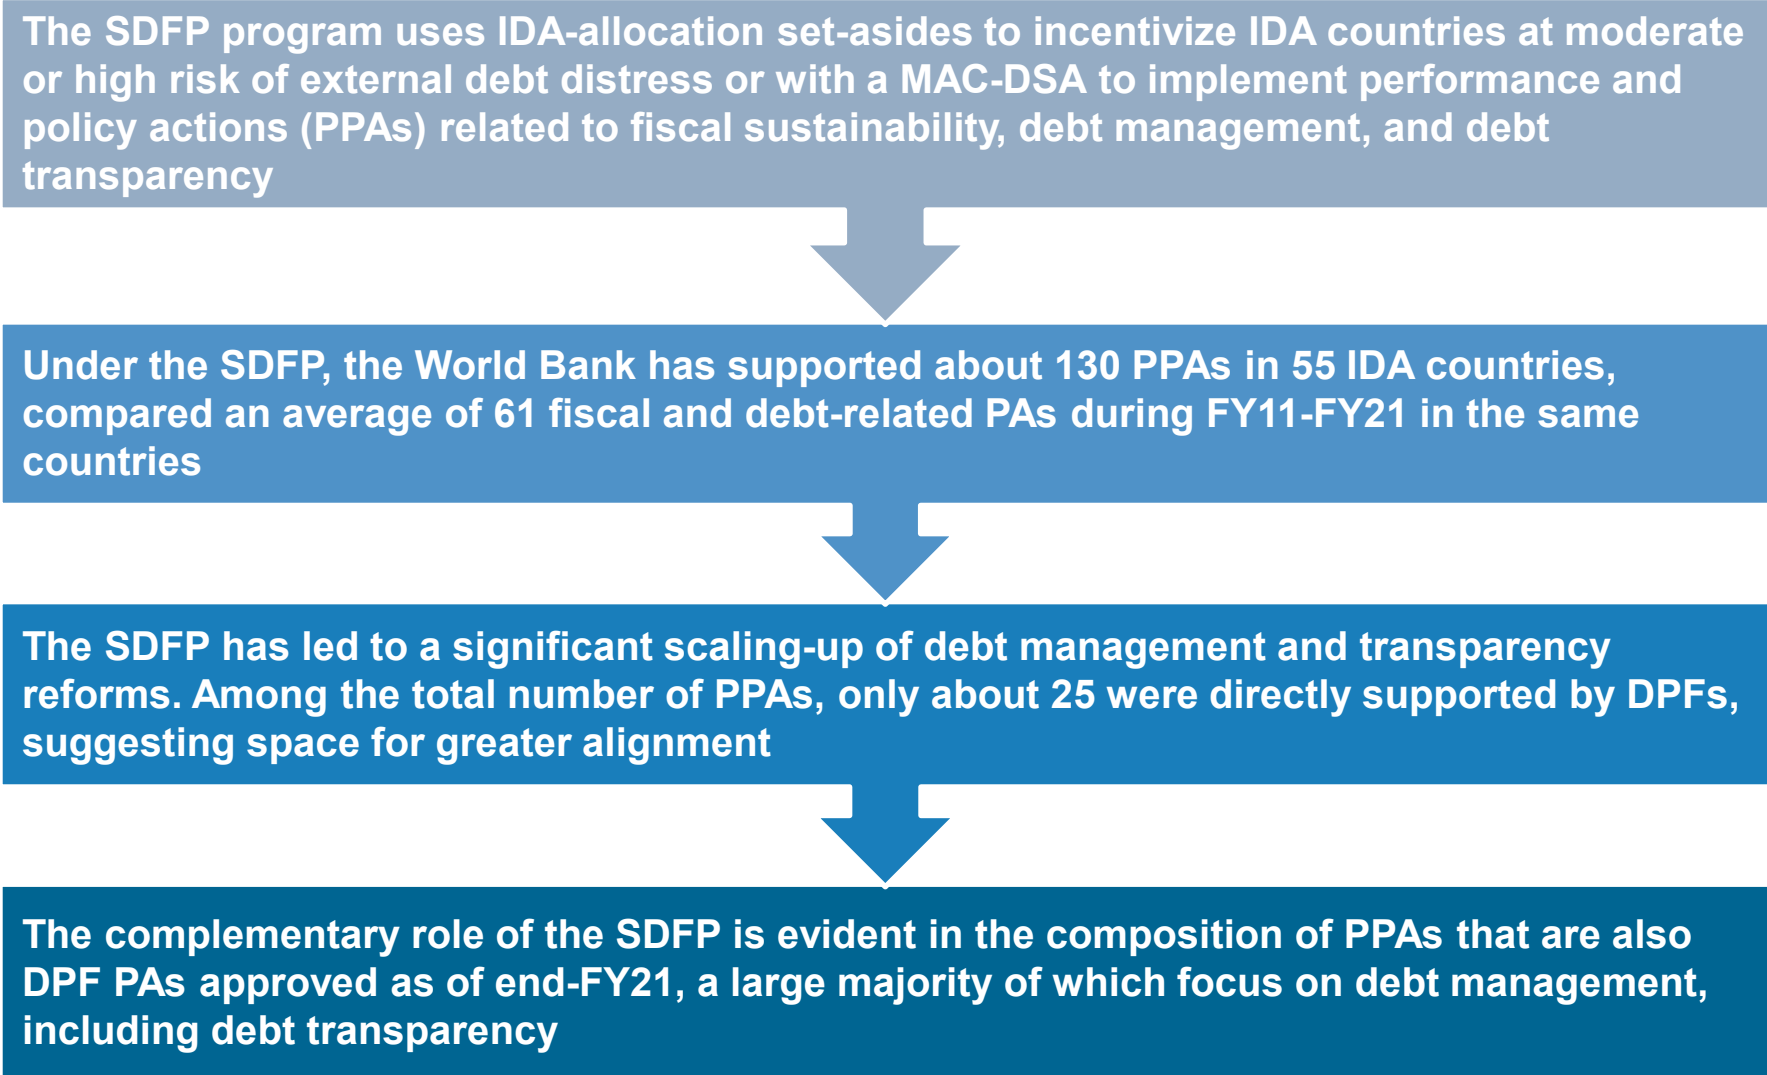 The SDFP program uses IDA-allocation set-asides to incentivize IDA countries at moderate
or high risk of external debt distress or with a MAC-DSA to implement performance and
policy actions (PPAs) related to fiscal sustainability, debt management, and debt
transparency
Under the SDFP, the World Bank has supported about 130 PPAs in 55 IDA countries,
compared an average of 61 fiscal and debt-related PAs during FY11-FY21 in the same
countries
The SDFP has led to a significant scaling-up of debt management and transparency
reforms. Among the total number of PPAs, only about 25 were directly supported by DPFs,
suggesting space for greater alignment
The complementary role of the SDFP is evident in the composition of PPAs that are also
DPF PAs approved as of end-FY21, a large majority of which focus on debt management,
including debt transparency